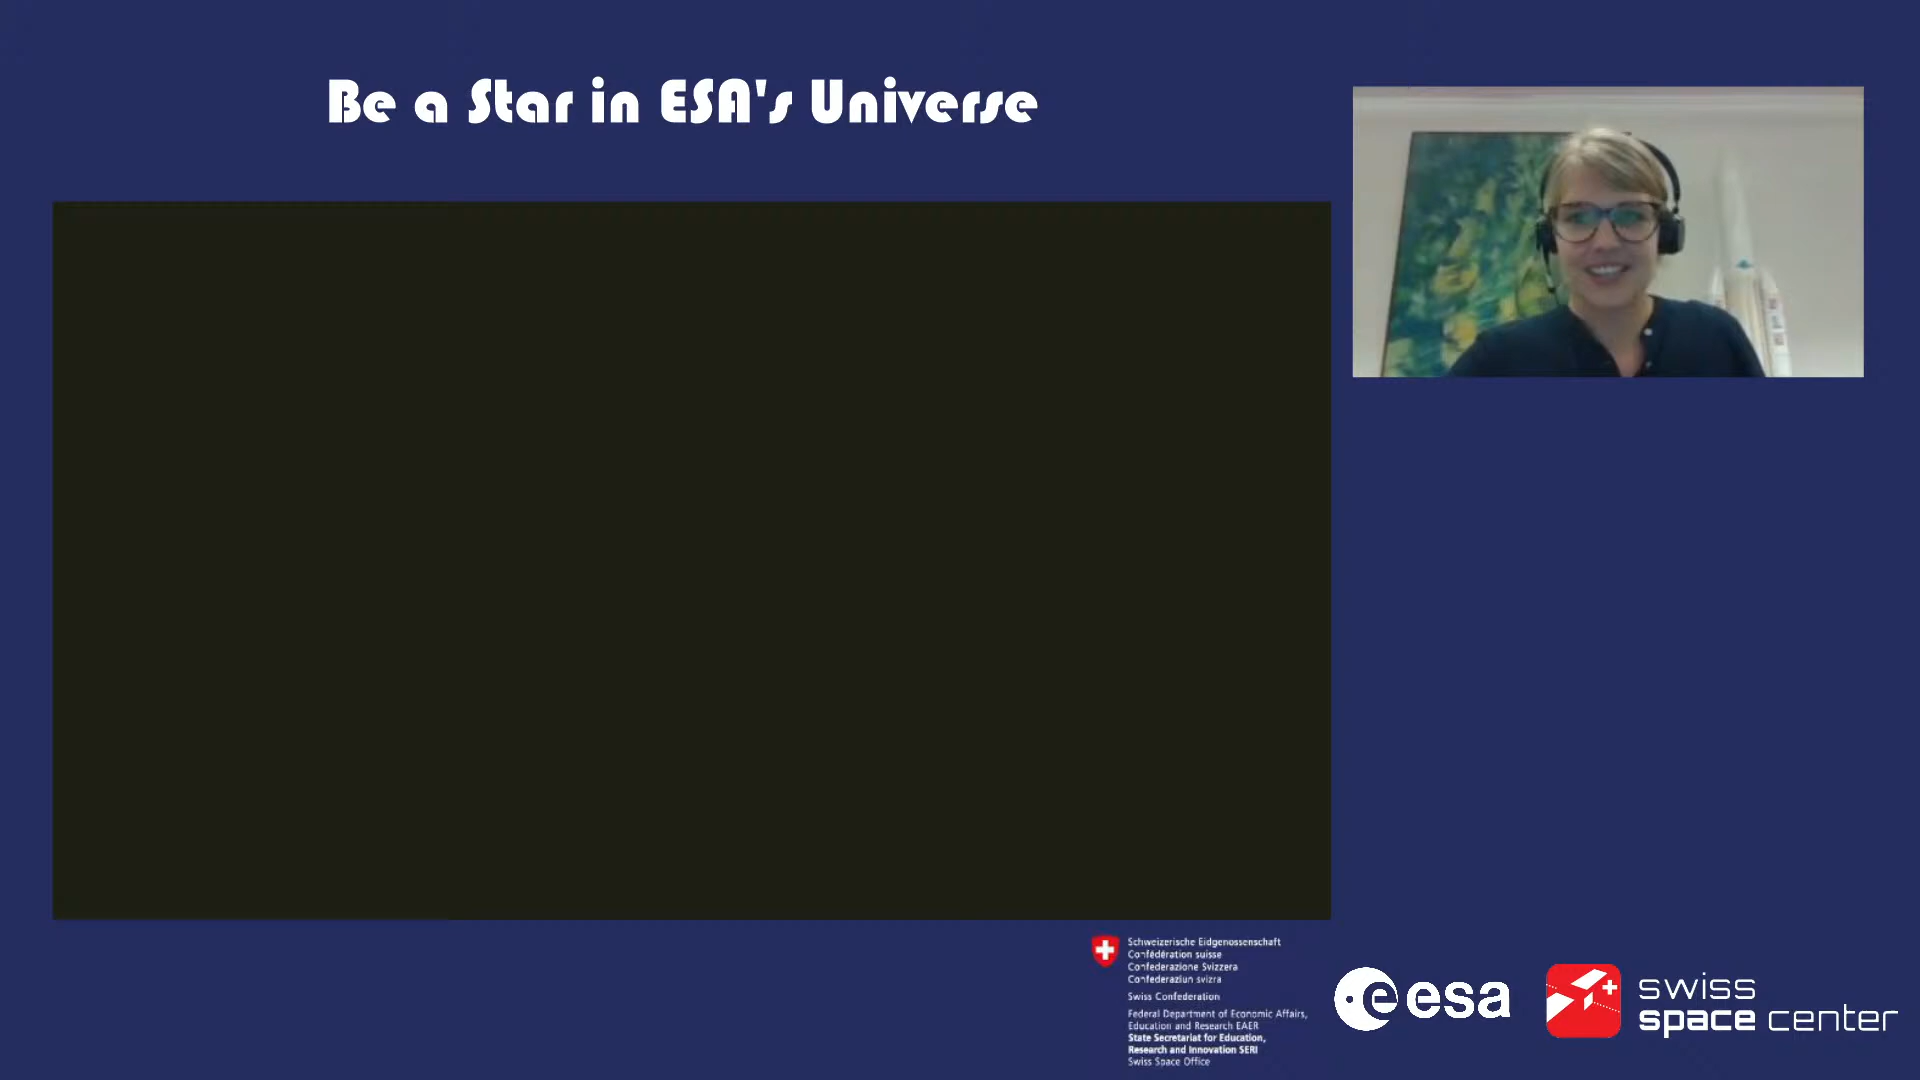 Be a Star in ESA's Universe
Schweizerische Eidgenossenschaft
Confédération suisse
Confederazione Svizzera
Confederaziun svizra
Swiss Confederation
Federal Department of Economic Affairs,
Education and Research EAER
State Secretariat for Education,
Research and Innovation SERI
Swiss Space Office
esa
swiss
space center